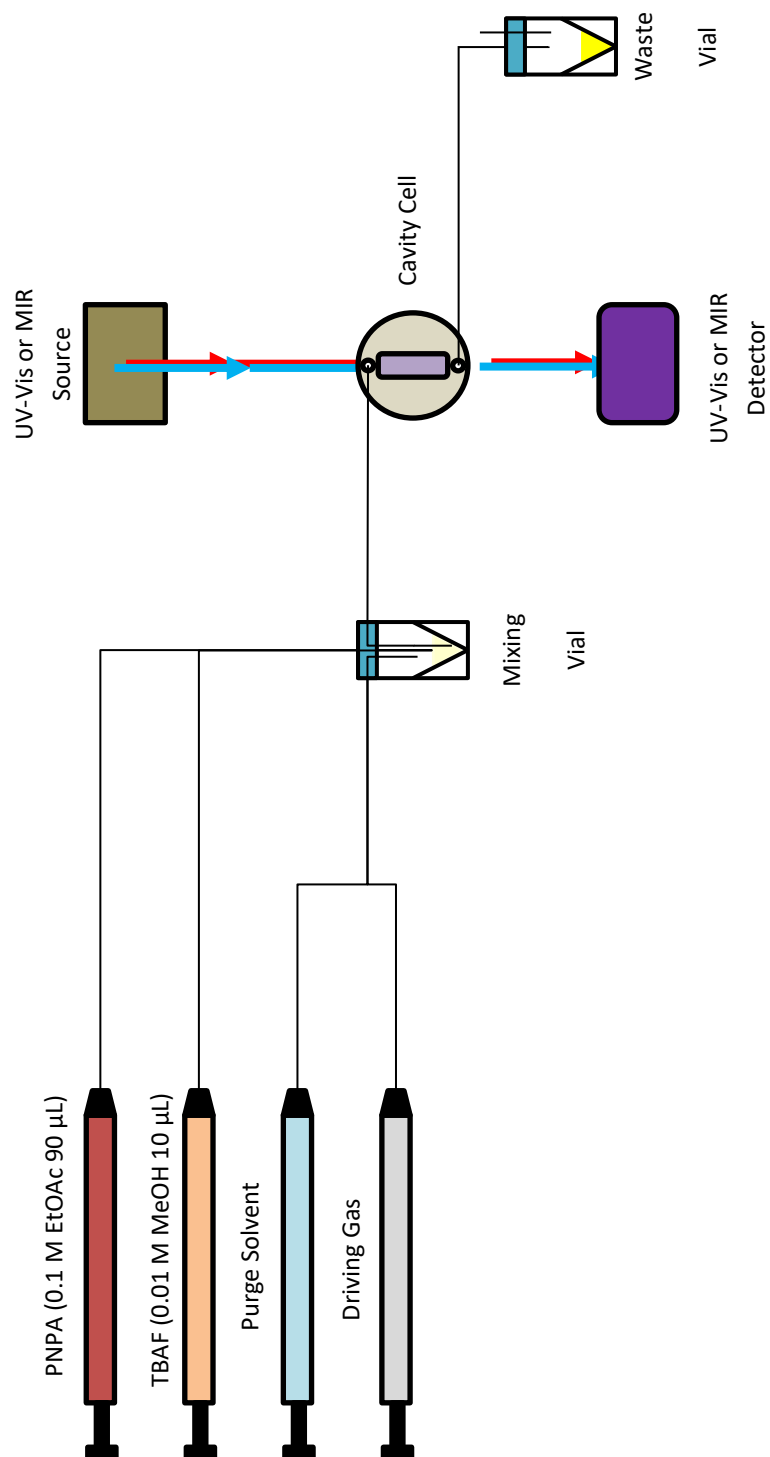 UV-Vis or MIR
Source
Cavity Cell
Waste
Vial
UV-Vis or MIR
Detector
Mixing
Vial
PNPA (0.1 M EtOAc 90 µL)
TBAF (0.01 M MeOH 10 µL)
Purge Solvent
Driving Gas